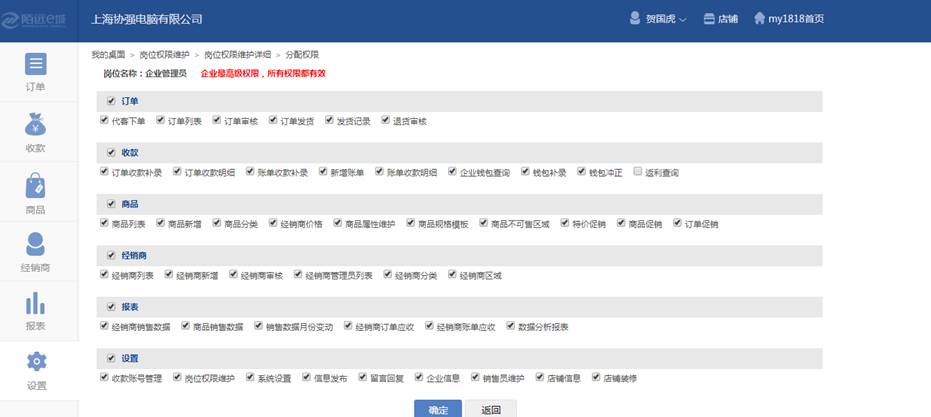 陌远e城 上海协强电脑有限公司 贺国虎 店铺 my1818首页
我的桌面 > 岗位权限维护 > 岗位权限维护详细 > 分配权限
岗位名称：企业管理员 企业最高级权限，所有权限都有效
订单
收款
商品
经销商
报表
设置
订单
代客下单 订单列表 订单审核 订单发货 发货记录 退货审核
收款
订单收款补录 订单收款明细 账单收款补录 新增账单 账单收款明细 企业钱包查询 钱包补录 钱包冲正 返利查询
商品
商品列表 商品新增 商品分类 经销商价格 商品属性维护 商品规格模板 商品不可售区域 特价促销 商品促销 订单促销
经销商
经销商列表 经销商新增 经销商审核 经销商管理员列表 经销商分类 经销商区域
报表
经销商销售数据 商品销售数据 销售数据月份变动 经销商订单应收 经销商账单应收 数据分析报表
设置
收款账号管理 岗位权限维护 系统设置 信息发布 留言回复 企业信息 销售员维护 店铺信息 店铺装修
确定 返回